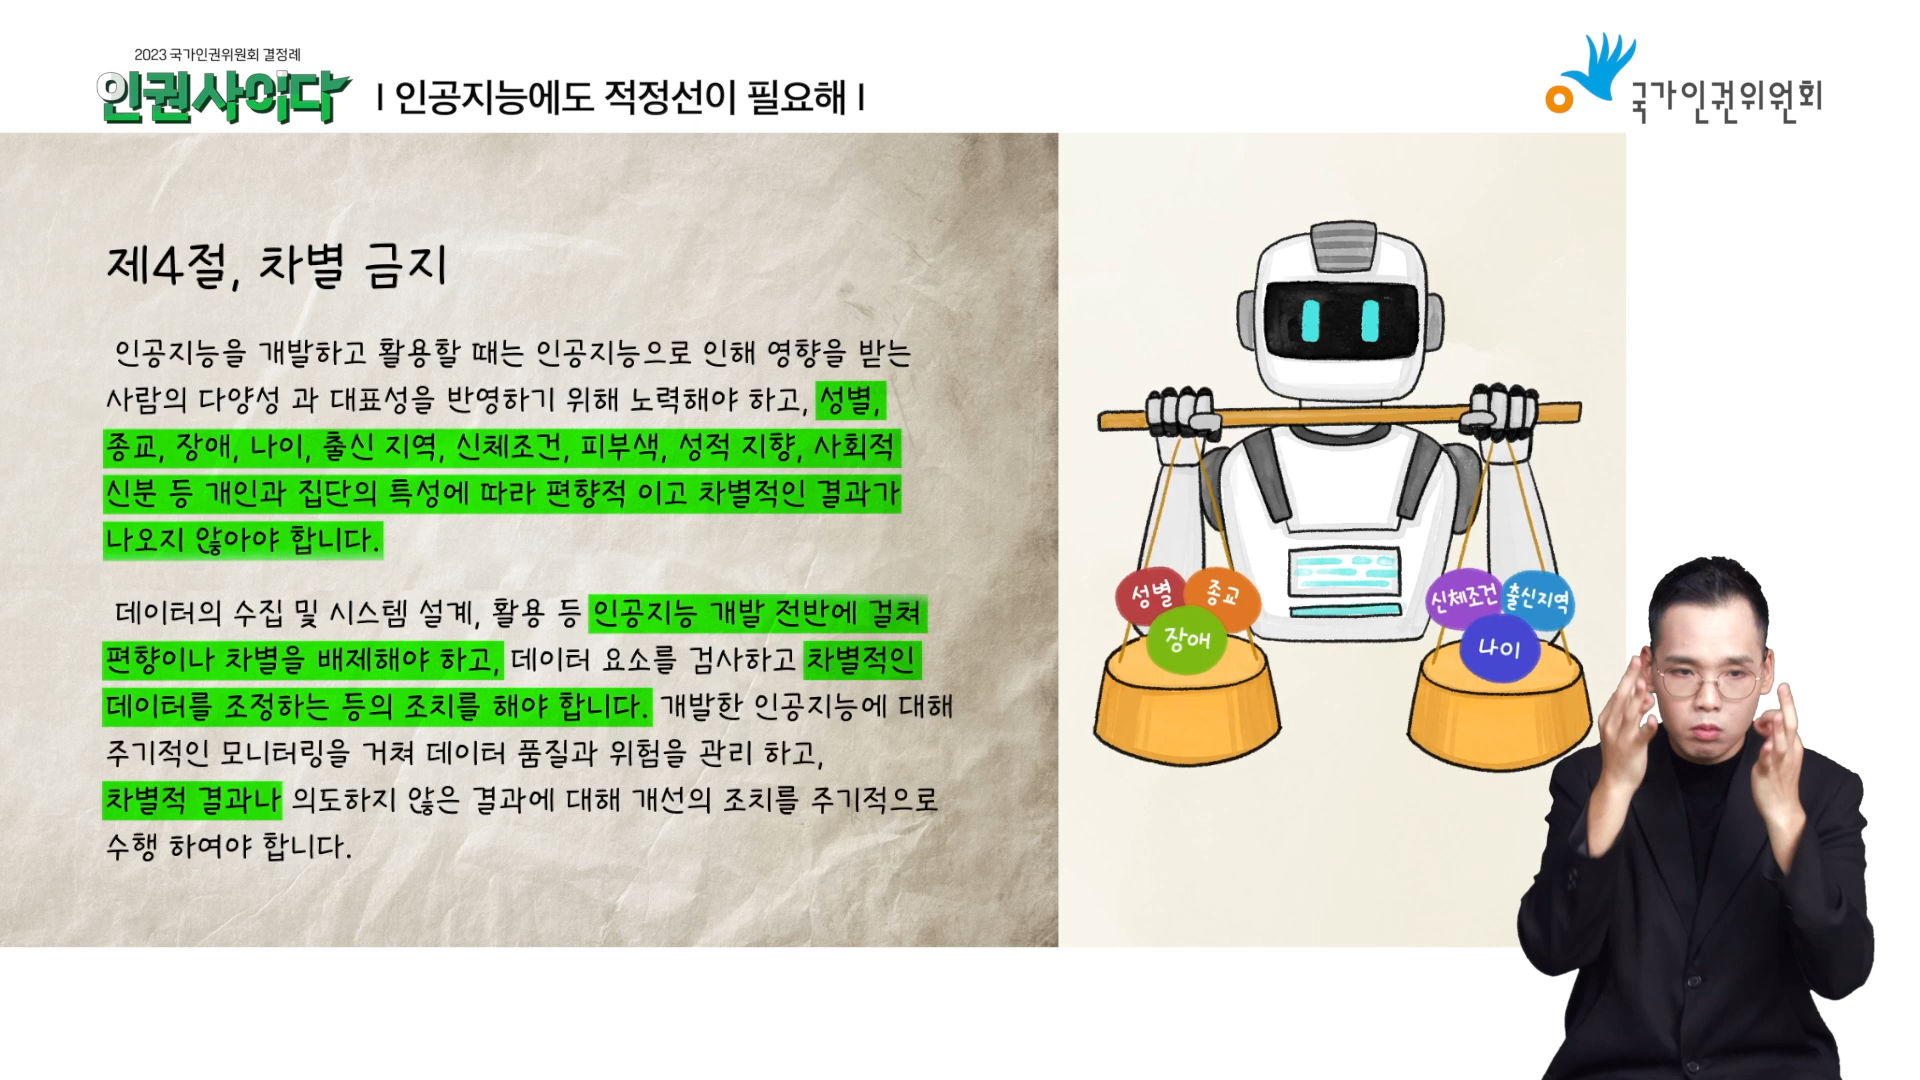 2023 국가인권위원회 결정례
인권사이다
| 인공지능에도 적정선이 필요해 |
국가인권위원회
제4절, 차별 금지
인공지능을 개발하고 활용할 때는 인공지능으로 인해 영향을 받는
사람의 다양성 과 대표성을 반영하기 위해 노력해야 하고, 성별,
종교, 장애, 나이, 출신 지역, 신체조건, 피부색, 성적 지향, 사회적
신분 등 개인과 집단의 특성에 따라 편향적 이고 차별적인 결과가
나오지 않아야 합니다.
데이터의 수집 및 시스템 설계, 활용 등 인공지능 개발 전반에 걸쳐
편향이나 차별을 배제해야 하고, 데이터 요소를 검사하고 차별적인
데이터를 조정하는 등의 조치를 해야 합니다. 개발한 인공지능에 대해
주기적인 모니터링을 거쳐 데이터 품질과 위험을 관리 하고,
차별적 결과나 의도하지 않은 결과에 대해 개선의 조치를 주기적으로
수행 하여야 합니다.
성별
종교
장애
신체조건
출신지역
나이